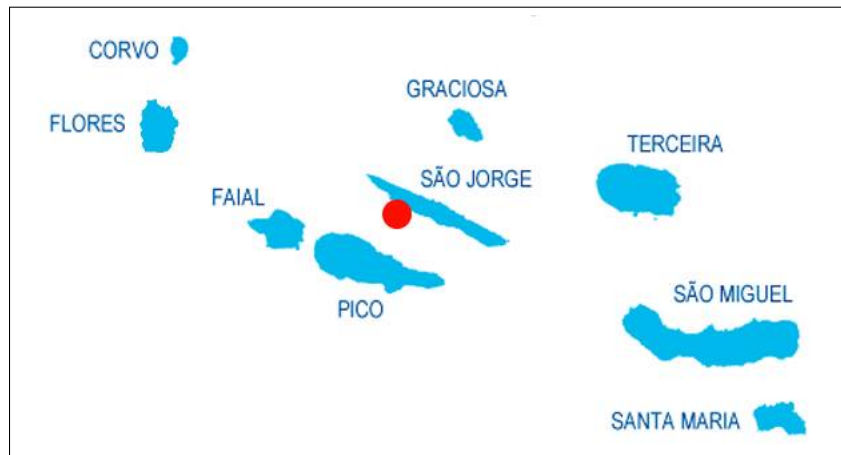 CORVO
GRACIOSA
FLORES
TERCEIRA
SÃO JORGE
FAIAL
SÃO MIGUEL
PICO
SANTA MARIA